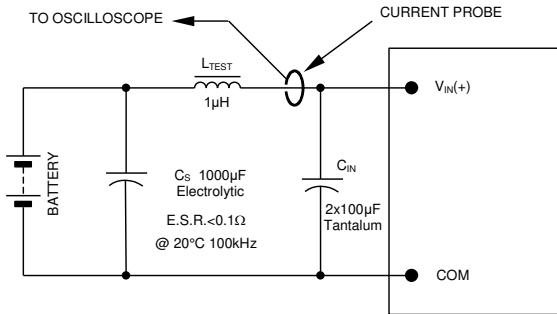 TO OSCILLOSCOPE
CURRENT PROBE
LTEST
1µH
VIN(+)
BATTERY
CS 1000µF
Electrolytic
E.S.R.<0.1Ω
@ 20°C 100kHz
CIN
2x100µF
Tantalum
COM